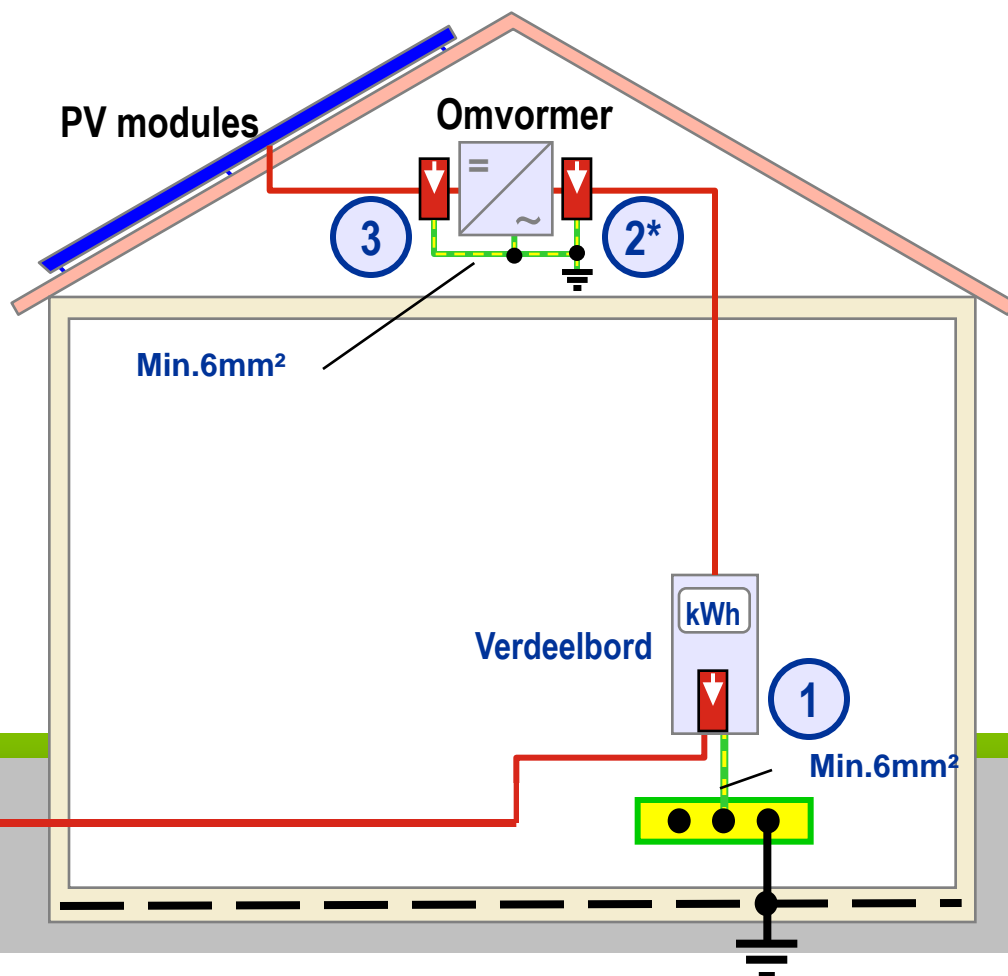 PV modules
Omvormer
=
~
3
2*
Min.6mm²
kWh
Verdeelbord
1
Min.6mm²